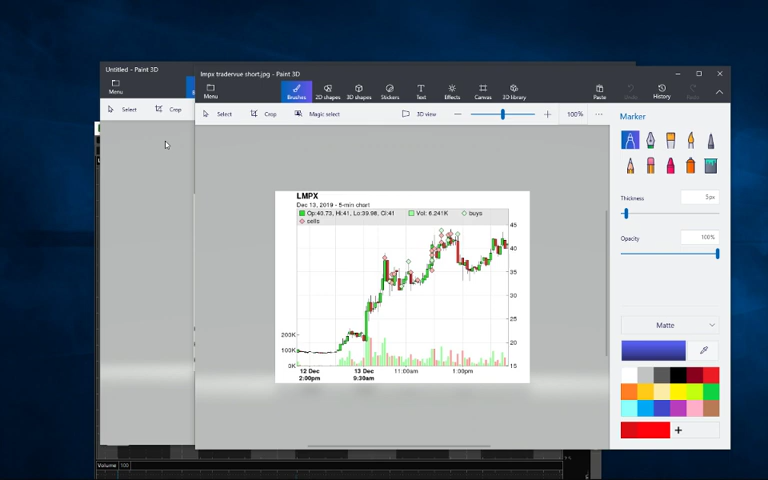 Untitled - Paint 3D
Menu
Select
Crop
lmpx tradervue short.jpg - Paint 3D
Menu
Brushes
2D shapes
3D shapes
Stickers
Text
Effects
Canvas
3D library
Paste
Undo
History
Redo
Select
Crop
Magic select
3D view
100%
Marker
Thickness
5px
Opacity
100%
Matte
LMPX
Dec 13, 2019 - 5-min chart
Op:40.73, Hi:41, Lo:39.98, Cl:41
Vol: 6.241K
buys
sells
45
40
35
30
25
20
15
200K
100K
0K
12 Dec
2:00pm
13 Dec
9:30am
11:00am
1:00pm
Volume
100